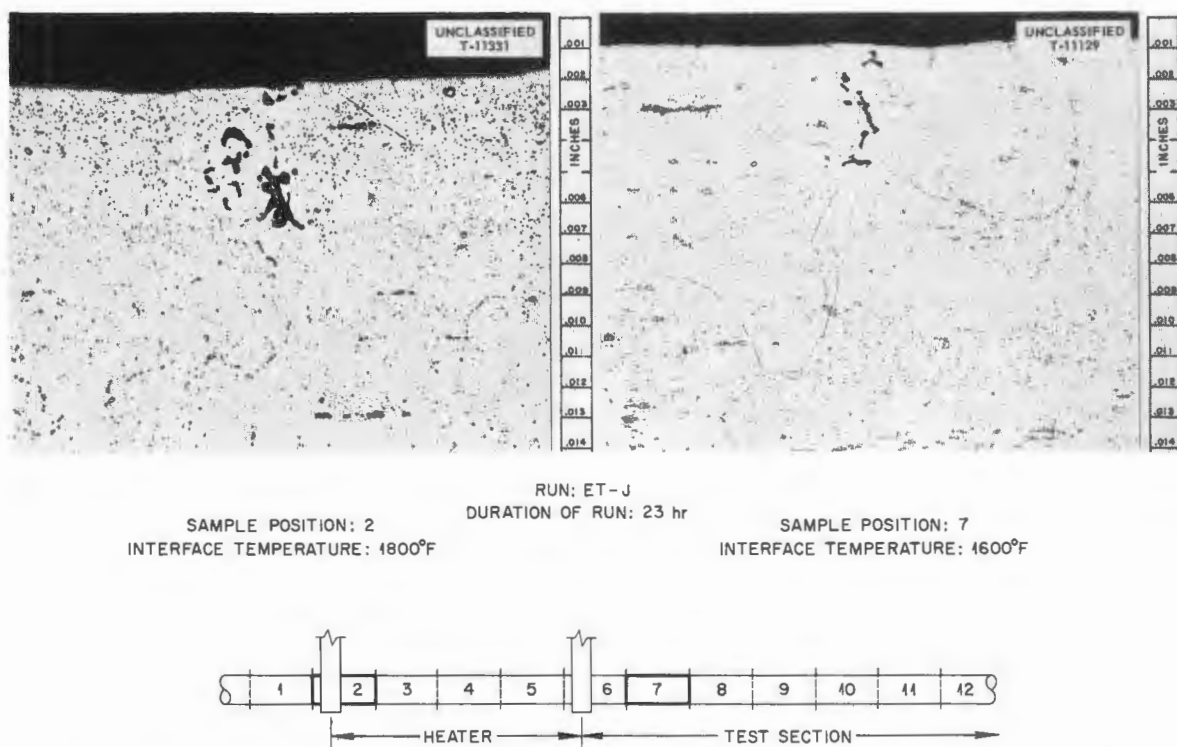 UNCLASSIFIED
T-11331
.001
.002
.003
INCHES
.006
.007
.008
.009
.010
.011
.012
.013
.014
UNCLASSIFIED
T-11129
.001
.002
.003
INCHES
.006
.007
.008
.009
.010
.011
.012
.013
.014
RUN: ET-J
DURATION OF RUN: 23 hr
SAMPLE POSITION: 2
INTERFACE TEMPERATURE: 1800°F
SAMPLE POSITION: 7
INTERFACE TEMPERATURE: 1600°F
1 2 3 4 5 6 7 8 9 10 11 12
HEATER TEST SECTION